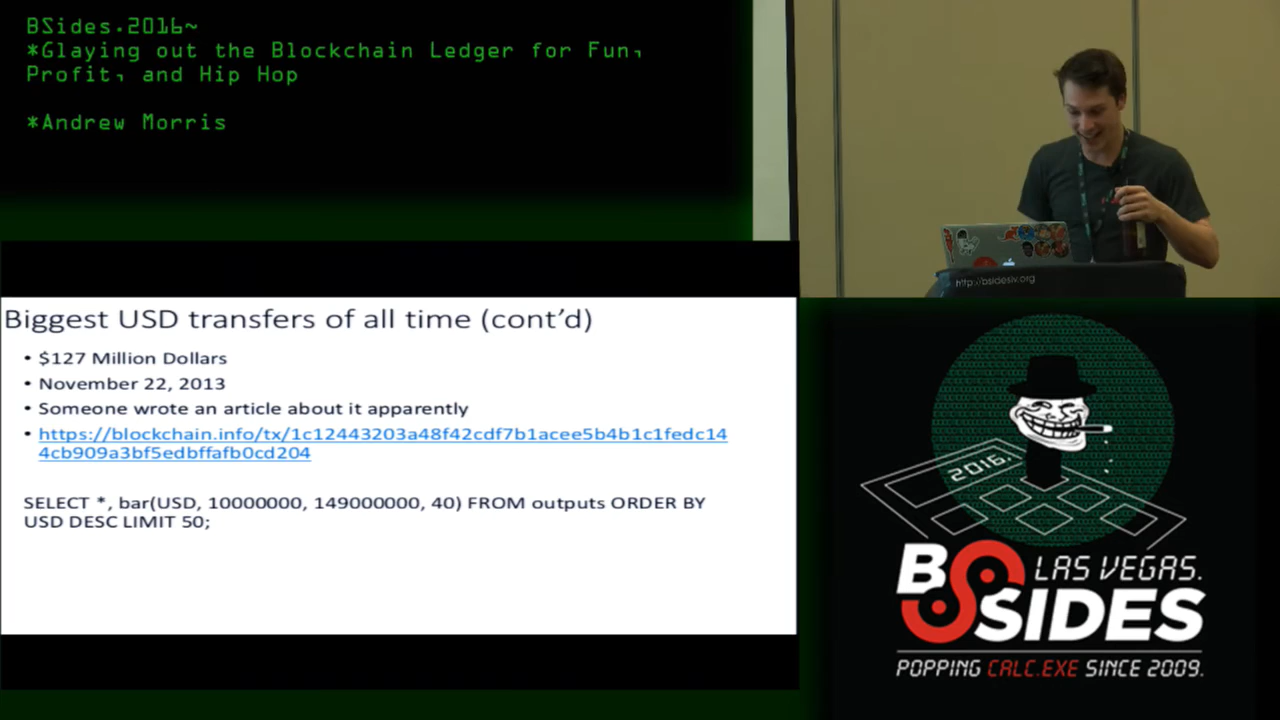 BSides.2016~
*Glaying out the Blockchain Ledger for Fun,
Profit, and Hip Hop
*Andrew Morris
http://bsideslv.org
Biggest USD transfers of all time (cont’d)
• $127 Million Dollars
• November 22, 2013
• Someone wrote an article about it apparently
• https://blockchain.info/tx/1c12443203a48f42cdf7b1acee5b4b1c1fedc14
4cb909a3bf5edbffafb0cd204
SELECT *, bar(USD, 10000000, 149000000, 40) FROM outputs ORDER BY
USD DESC LIMIT 50;
2016.
BSIDES
LAS VEGAS.
POPPING CALC.EXE SINCE 2009.